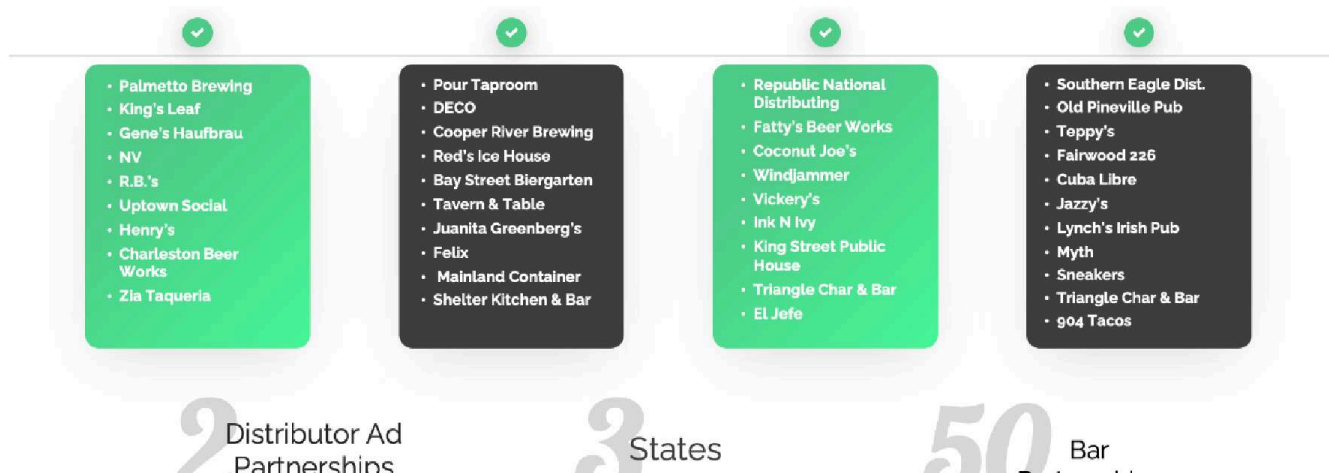 • Palmetto Brewing
• King's Leaf
• Gene's Haufbrau
• NV
• R.B.'s
• Uptown Social
• Henry's
• Charleston Beer
Works
• Zia Taqueria
• Pour Taproom
• DECO
• Cooper River Brewing
• Red's Ice House
• Bay Street Biergarten
• Tavern & Table
• Juanita Greenberg's
• Felix
• Mainland Container
• Shelter Kitchen & Bar
• Republic National
Distributing
• Fatty's Beer Works
• Coconut Joe's
• Windjammer
• Vickery's
• Ink N Ivy
• King Street Public
House
• Triangle Char & Bar
• El Jefe
• Southern Eagle Dist.
• Old Pineville Pub
• Teppy's
• Fairwood 226
• Cuba Libre
• Jazzy's
• Lynch's Irish Pub
• Myth
• Sneakers
• Triangle Char & Bar
• 904 Tacos
2
Distributor Ad
Partnerships
3
States
50
Bar